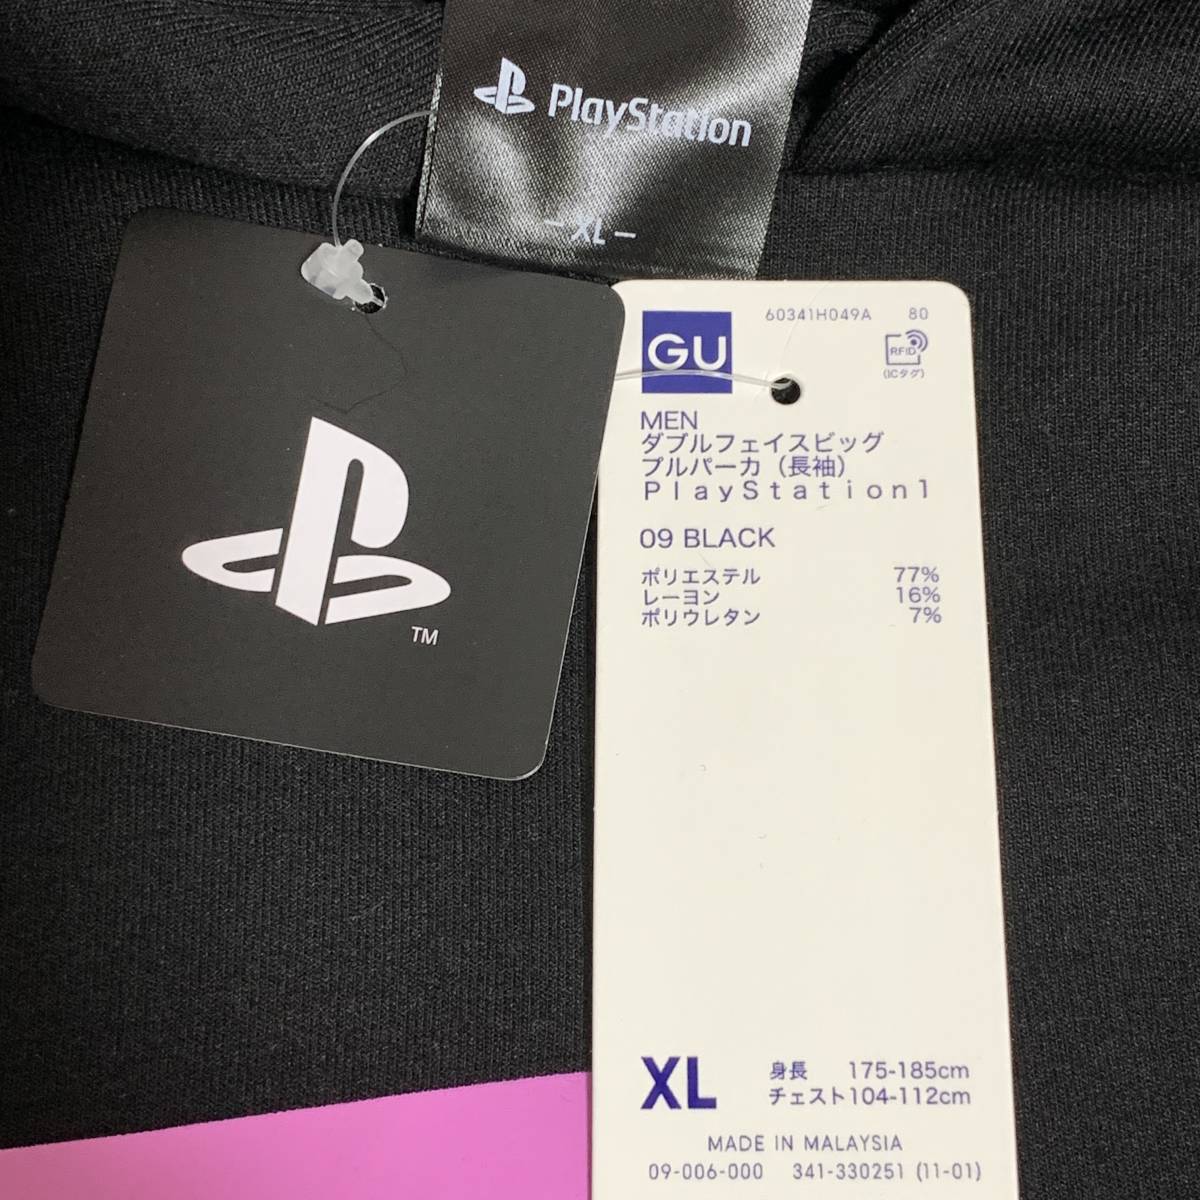 PlayStation
-XL-
TM
60341H049A 80
GU
RFID
(ICタグ)
MEN
ダブルフェイスビッグ
プルパーカ（長袖）
PlayStation1
09 BLACK
ポリエステル 77%
レーヨン 16%
ポリウレタン 7%
XL 身長 175-185cm
チェスト104-112cm
MADE IN MALAYSIA
09-006-000 341-330251 (11-01)